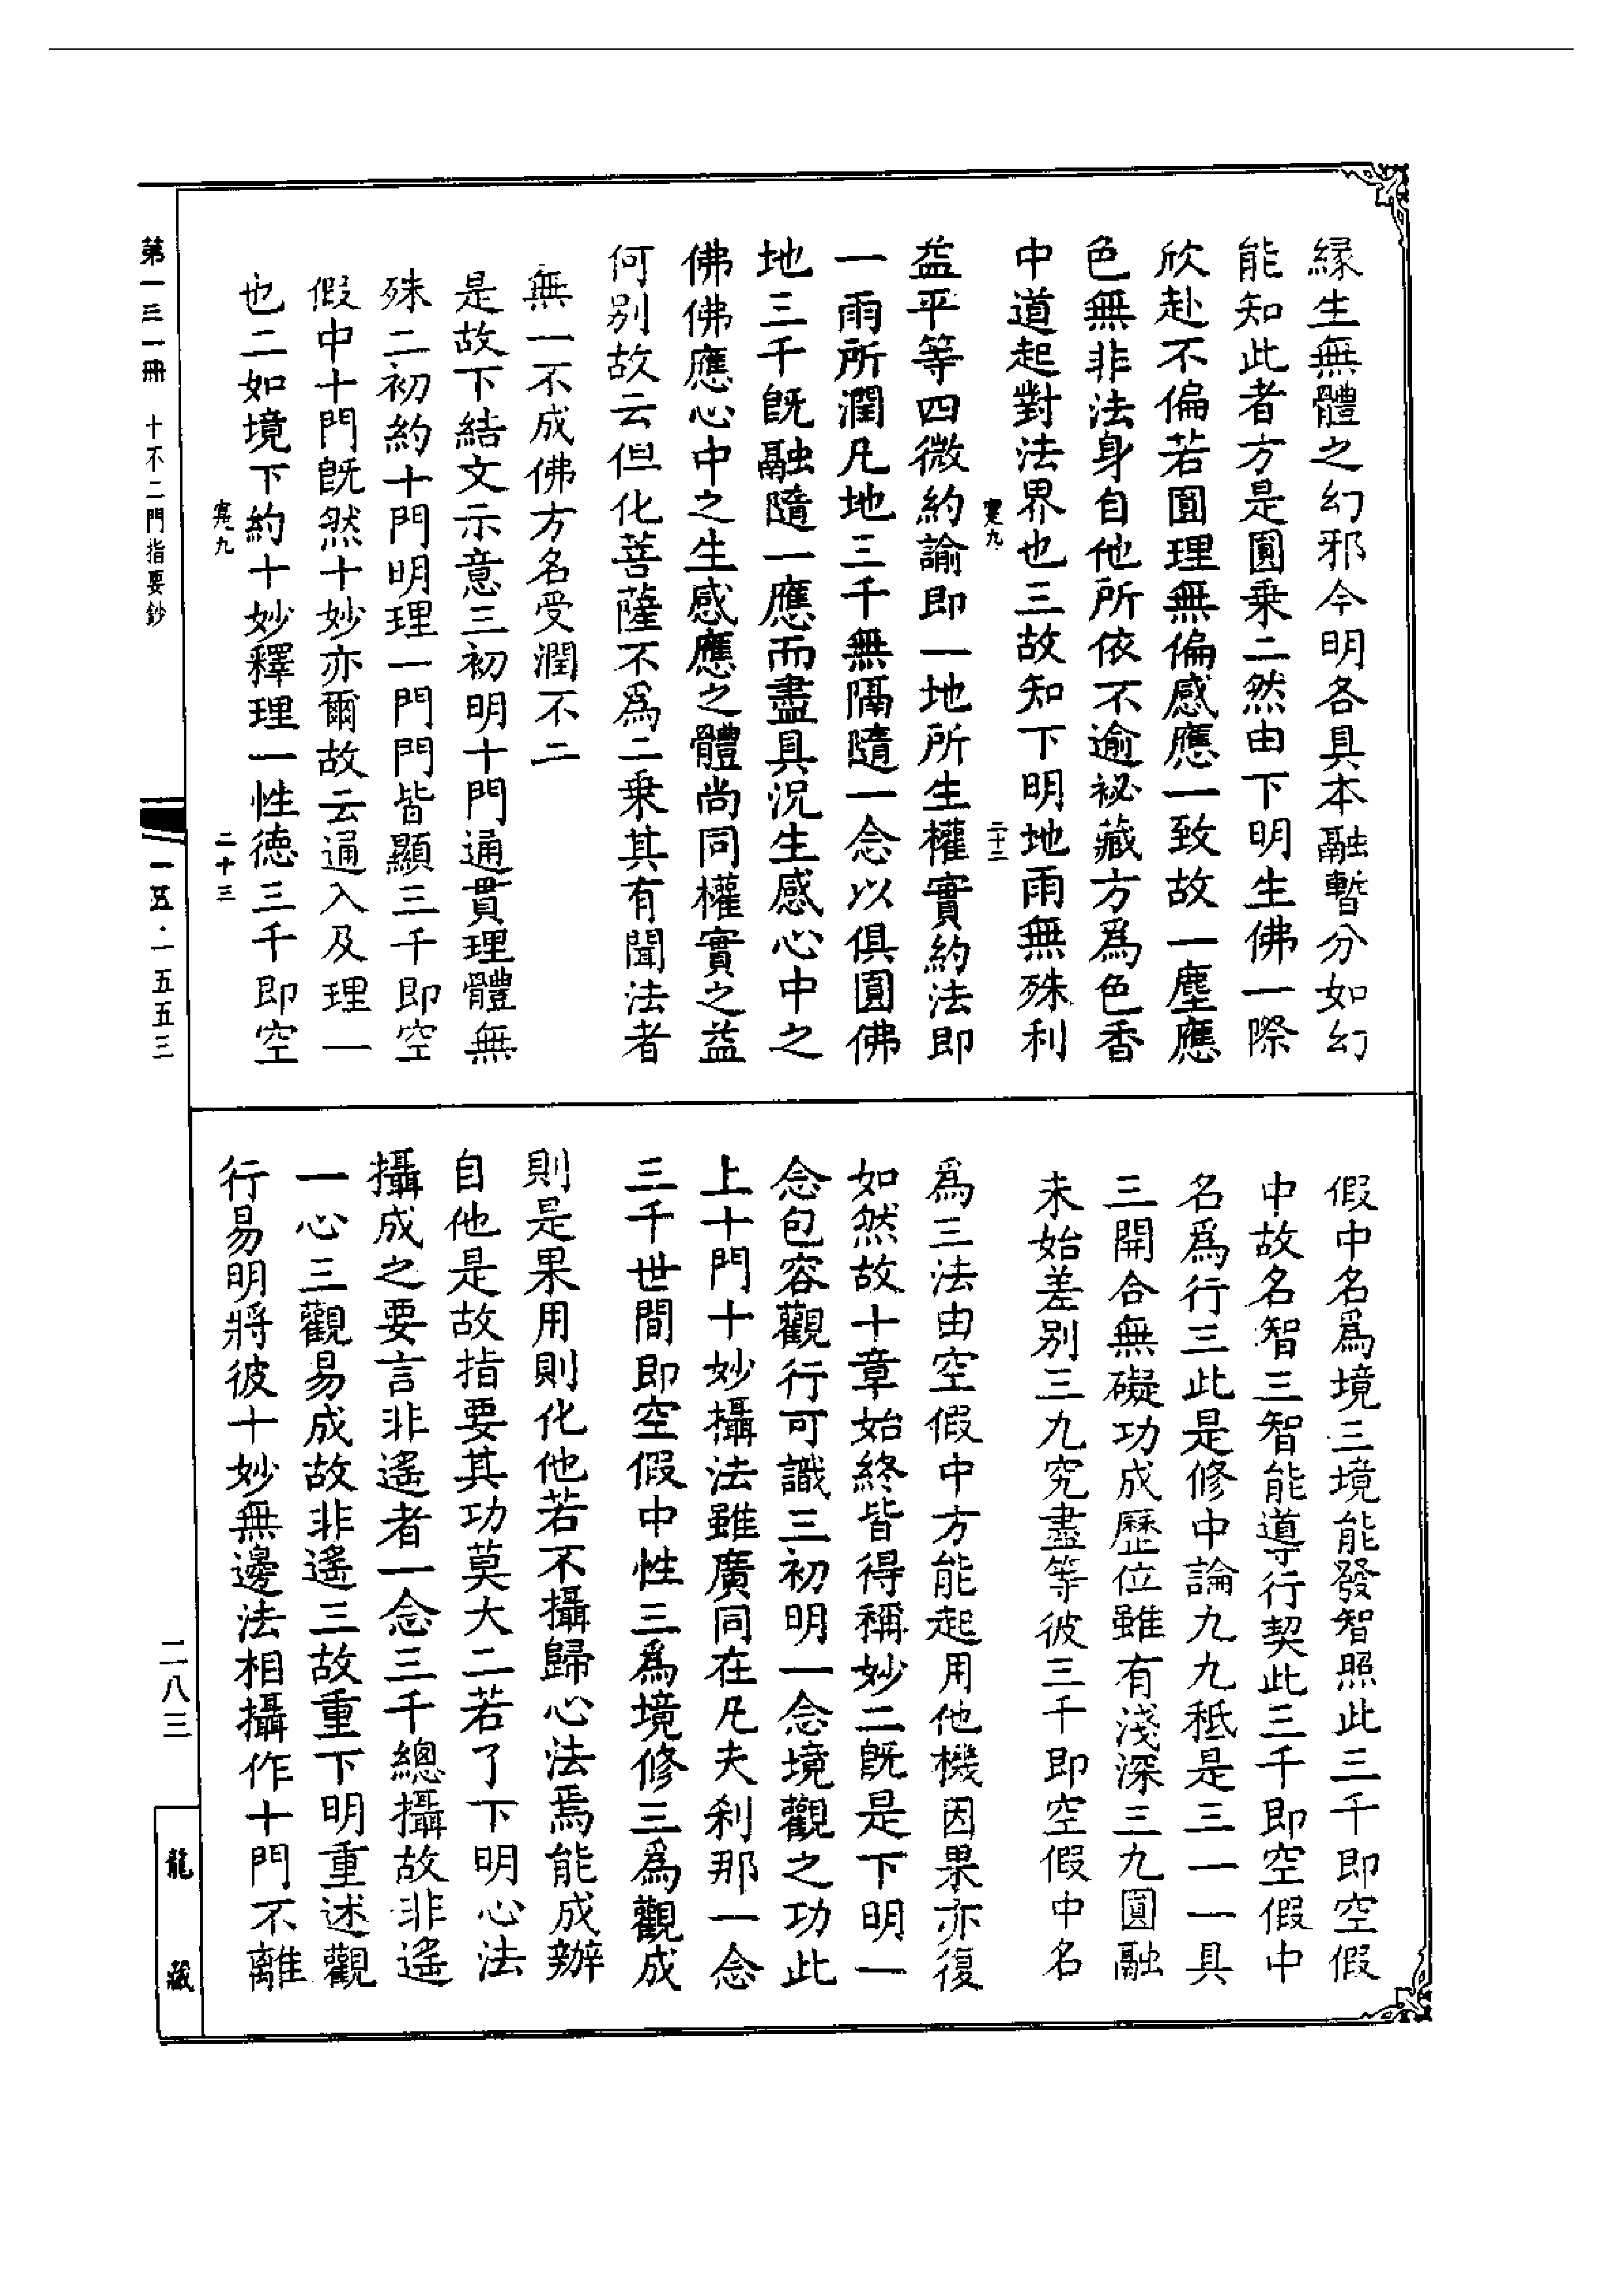 緣生無體之幻邪今明各具本融暫分如幻
能知此者方是圓乗二然由下明生佛一際
欣赴不偏若圓理無偏感應一致故一塵應
色無非法身自他所依不逾祕藏方爲色香
中道起對法界也三故知下明地雨無殊利
益平等四微約諭即一地所生權實約法即
一雨所潤凡地三千無隔隨一念以俱圓佛
地三千旣融隨一應而盡具況生感心中之
佛佛應心中之生感應之體尚同權實之益
何别故云但化菩薩不爲二乗其有聞法者
無一不成佛方名受潤不二
是故下結文示意三初明十門通貫理體無
殊二初約十門明理一門門皆顯三千即空
假中十門旣然十妙亦爾故云通入及理一
也二如境下約十妙釋理一性德三千即空
假中名爲境三境能發智照此三千即空假
中故名智三智能導行契此三千即空假中
名爲行三此是修中論九九秪是三一一具
三開合無礙功成歷位雖有淺深三九圓融
未始差别三九究盡等彼三千即空假中名
爲三法由空假中方能起用他機因果亦復
如然故十章始終皆得稱妙二旣是下明一
念包容觀行可識三初明一念境觀之功此
上十門十妙攝法雖廣同在凡夫刹那一念
三千世間即空假中性三爲境修三爲觀成
則是果用則化他若不攝歸心法焉能成辦
自他是故指要其功莫大二若了下明心法
攝成之要言非遙者一念三千總攝故非遙
一心三觀易成故非遙三故重下明重述觀
行易明將彼十妙無邊法相攝作十門不離
第一三一冊 十不二門指要鈔
一五·一五五三
二八三
龍藏
二十二
二十三